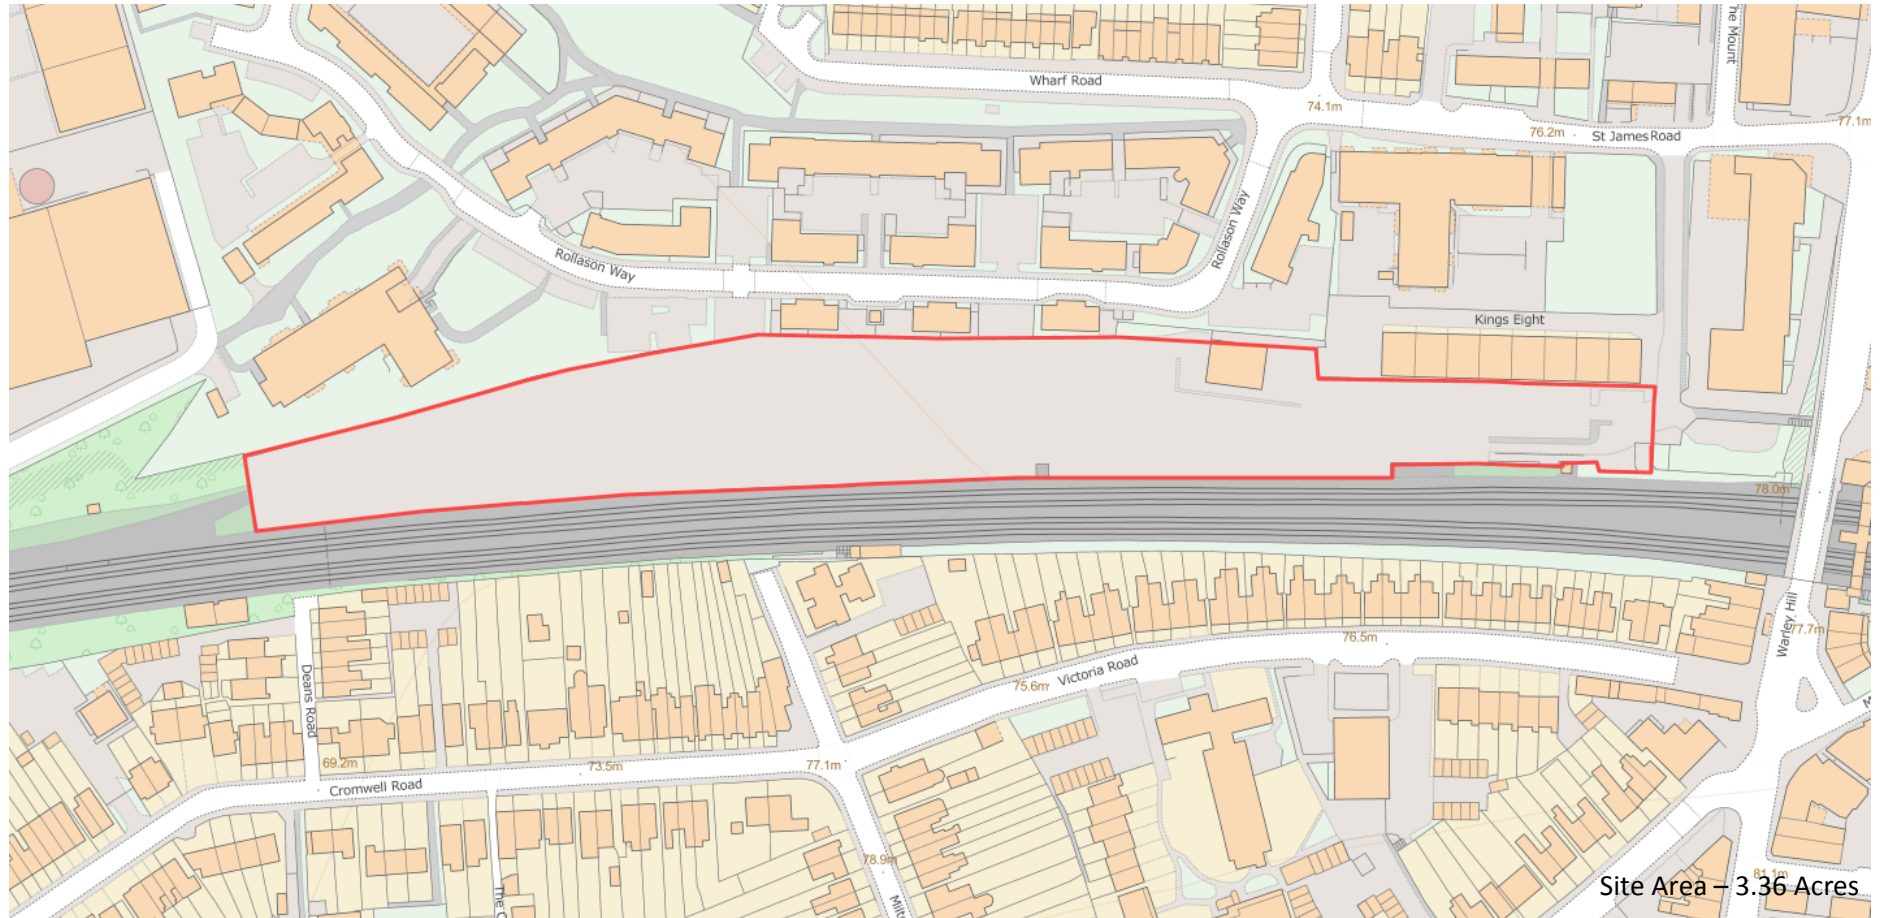 The Mount
Wharf Road
74.1m
76.2m
St James Road
77.1m
Rollason Way
Rollason Way
Kings Eight
78.0m
Warley Hill
77.7m
76.5m
Victoria Road
75.6m
Deans Road
69.2m
73.5m
77.1m
Cromwell Road
78.9m
81.1m
Site Area – 3.36 Acres